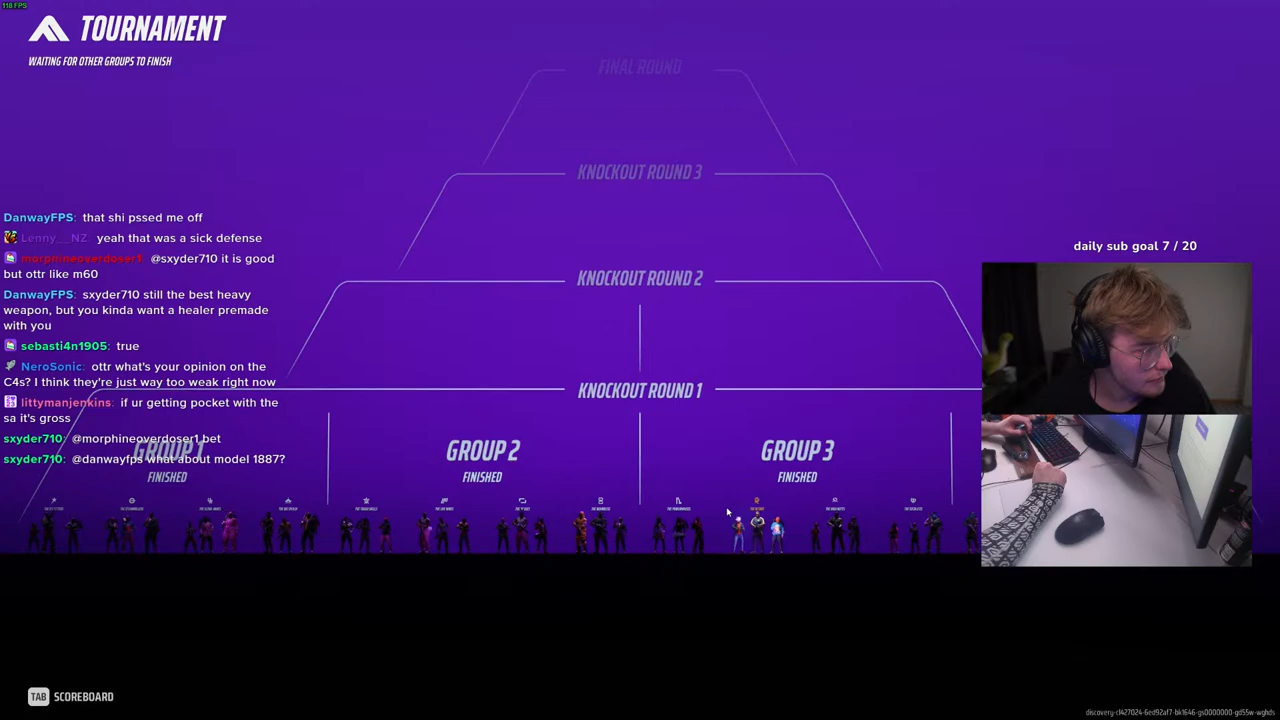 118 FPS
TOURNAMENT
WAITING FOR OTHER GROUPS TO FINISH
FINAL ROUND
KNOCKOUT ROUND 3
KNOCKOUT ROUND 2
KNOCKOUT ROUND 1
DanwayFPS: that shi pssed me off
Lenny__NZ: yeah that was a sick defense
morphineoverdoser1 @sxyder710 it is good
but ottr like m60
DanwayFPS: sxyder710 still the best heavy
weapon, but you kinda want a healer premade
with you
sebasti4n1905: true
NeroSonic: ottr what's your opinion on the
C4s? I think they're just way too weak right now
littymanjenkins: if ur getting pocket with the
sa it's gross
sxyder710: @morphineoverdoser1 bet
sxyder710: @danwayfps what about model 1887?
GROUP 1
FINISHED
GROUP 2
FINISHED
GROUP 3
FINISHED
daily sub goal 7 / 20
TAB SCOREBOARD